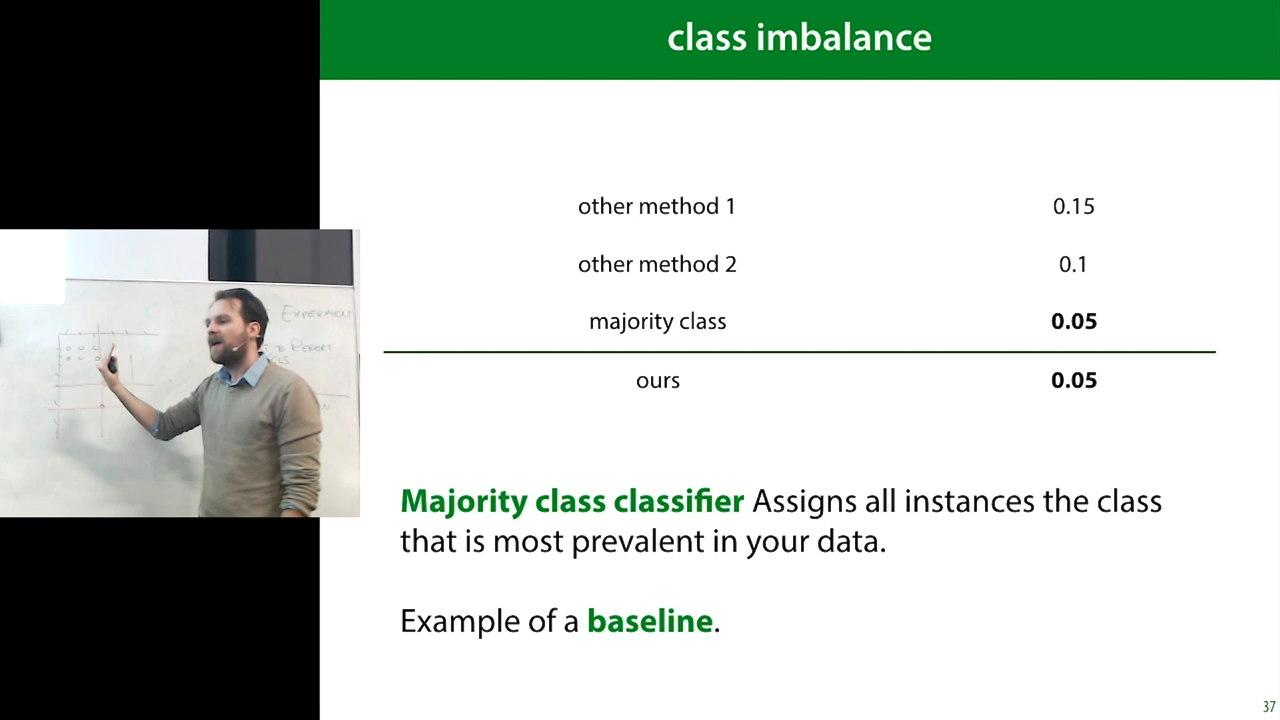 class imbalance
other method 1 0.15
other method 2 0.1
majority class 0.05
ours 0.05
Majority class classifier Assigns all instances the class
that is most prevalent in your data.
Example of a baseline.
37
REPORT